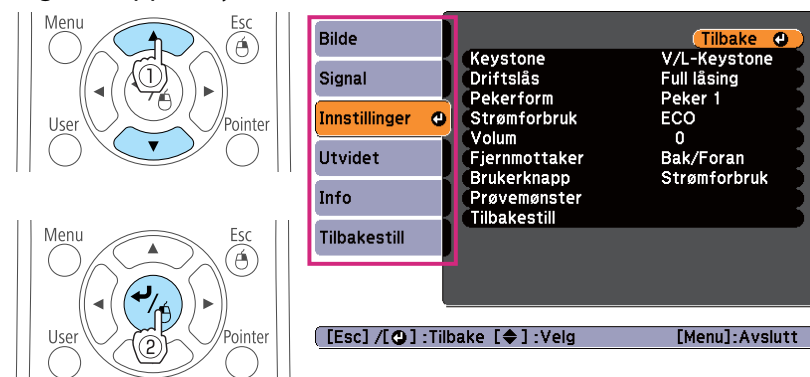 Menu
Esc
1
User
Pointer
Menu
Esc
User
Pointer
2
Bilde
Signal
Innstillinger
Utvidet
Info
Tilbakestill
Tilbake
Keystone V/L-Keystone
Driftslås Full låsing
Pekerform Peker 1
Strømforbruk ECO
Volum 0
Fjernmottaker Bak/Foran
Brukerknapp Strømforbruk
Prøvemønster
Tilbakestill
[Esc] /[ ] :Tilbake [ ] :Velg [Menu]:Avslutt